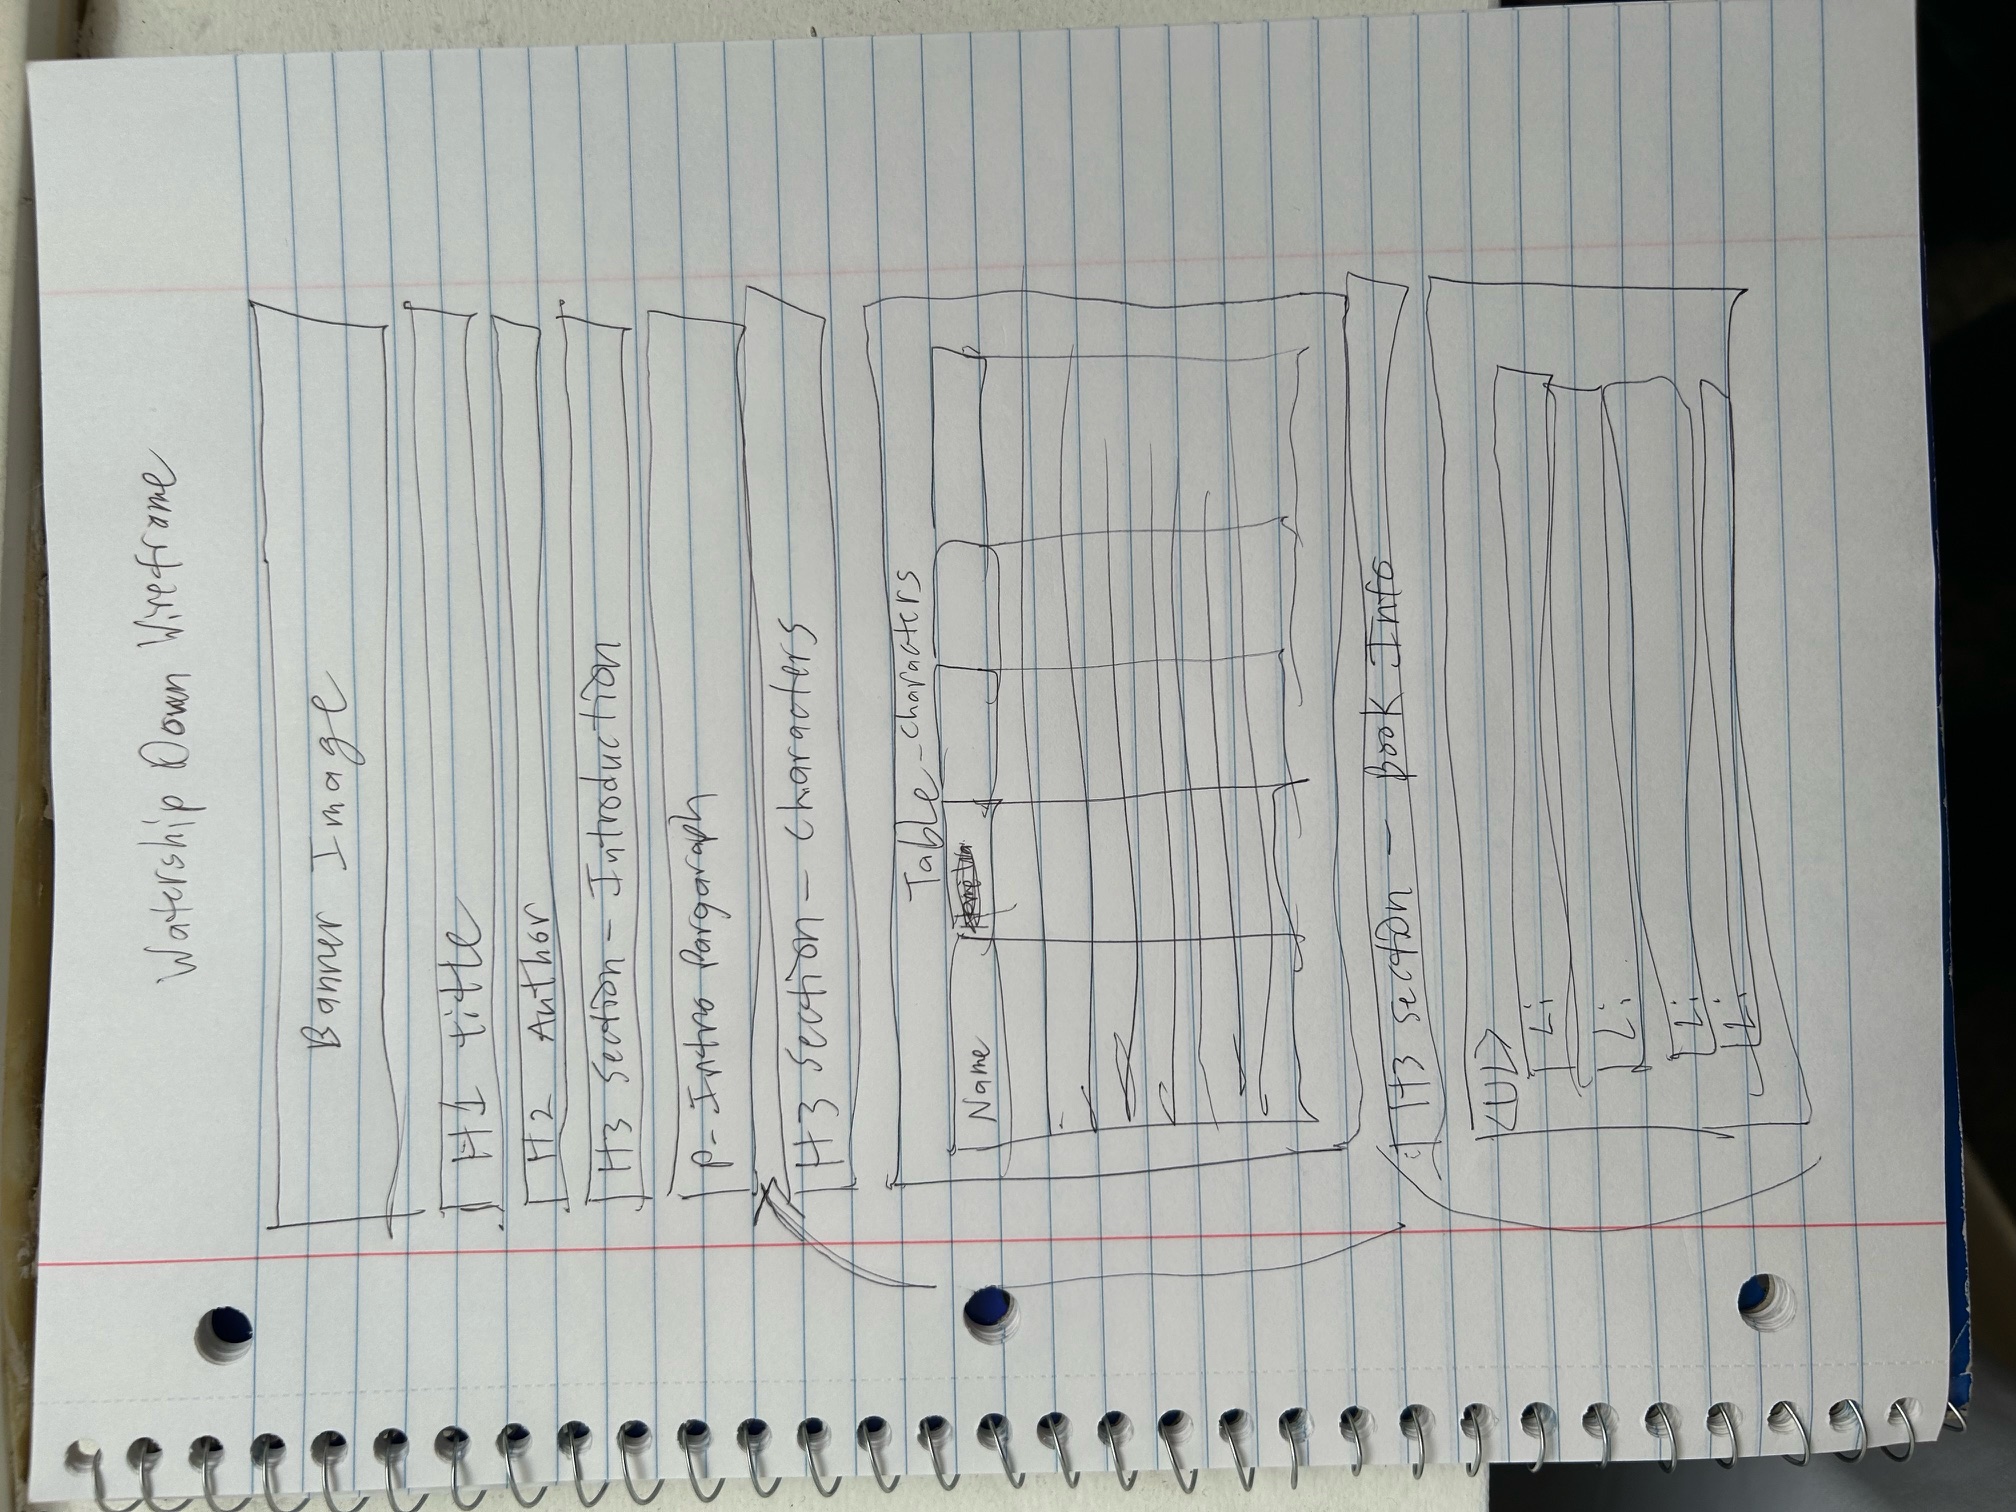 Watership Down Wireframe
Banner Image
H1 title
H2 Author
H3 Section - Introduction
P- Intro Pargaraph
H3 Section - Characters
Table - Characters
Name
H3 section - Book Info
<UL>
Li
Li
Li
Li